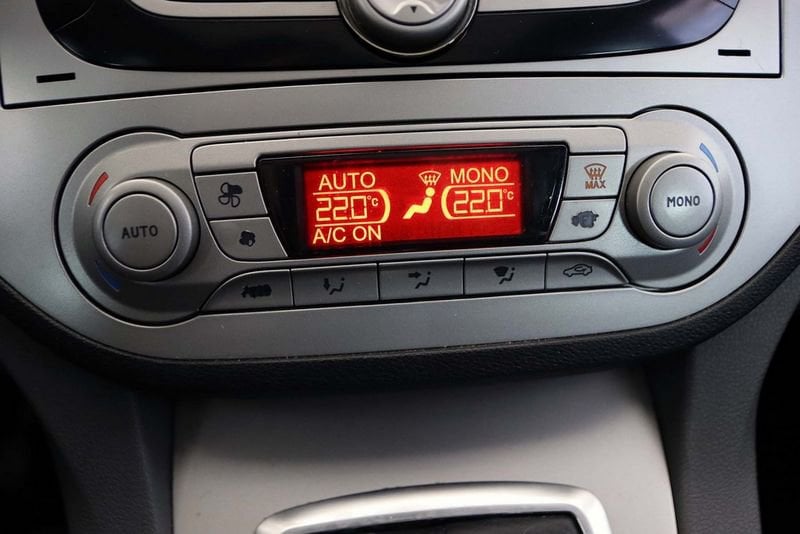 AUTO MONO
22.0°C 22.0°C
A/C ON
MAX
AUTO
MONO